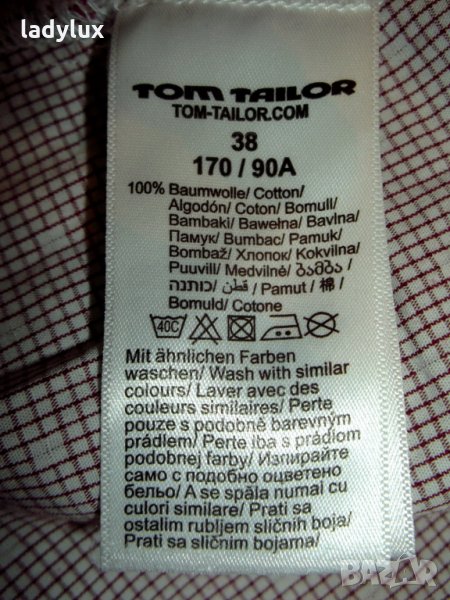 ladylux
TOM TAILOR
TOM-TAILOR.COM
38
170 / 90A
100% Baumwolle/ Cotton/
Algodón/ Coton/ Bomull/
Bambaki/ Bawełna/ Bavlna/
Памук/ Bumbac/ Pamuk/
Bombaž/ Хлопок/ Kokvilna/
Puuvill/ Medvilnė/ ბამბა/
כותנה/ قطن/ Pamut / 棉/
Bomuld/ Cotone
40C
Mit ähnlichen Farben
waschen/ Wash with similar
colours/ Laver avec des
couleurs similaires/ Perte
pouze s podobně barevným
prádlem/ Perte iba s prádlom
podobnej farby/ Изпирайте
само с подобно оцветено
бельо/ A se spăla numai cu
culori similare/ Prati sa
ostalim rubljem sličnih boja/
Prati sa sličnim bojama/
BAZAR